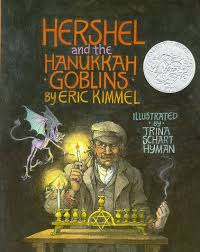 HERSHEL
and the
HANUKKAH
GOBLINS
BY ERIC KIMMEL
ILLUSTRATED
BY
TRINA
SCHART
HYMAN